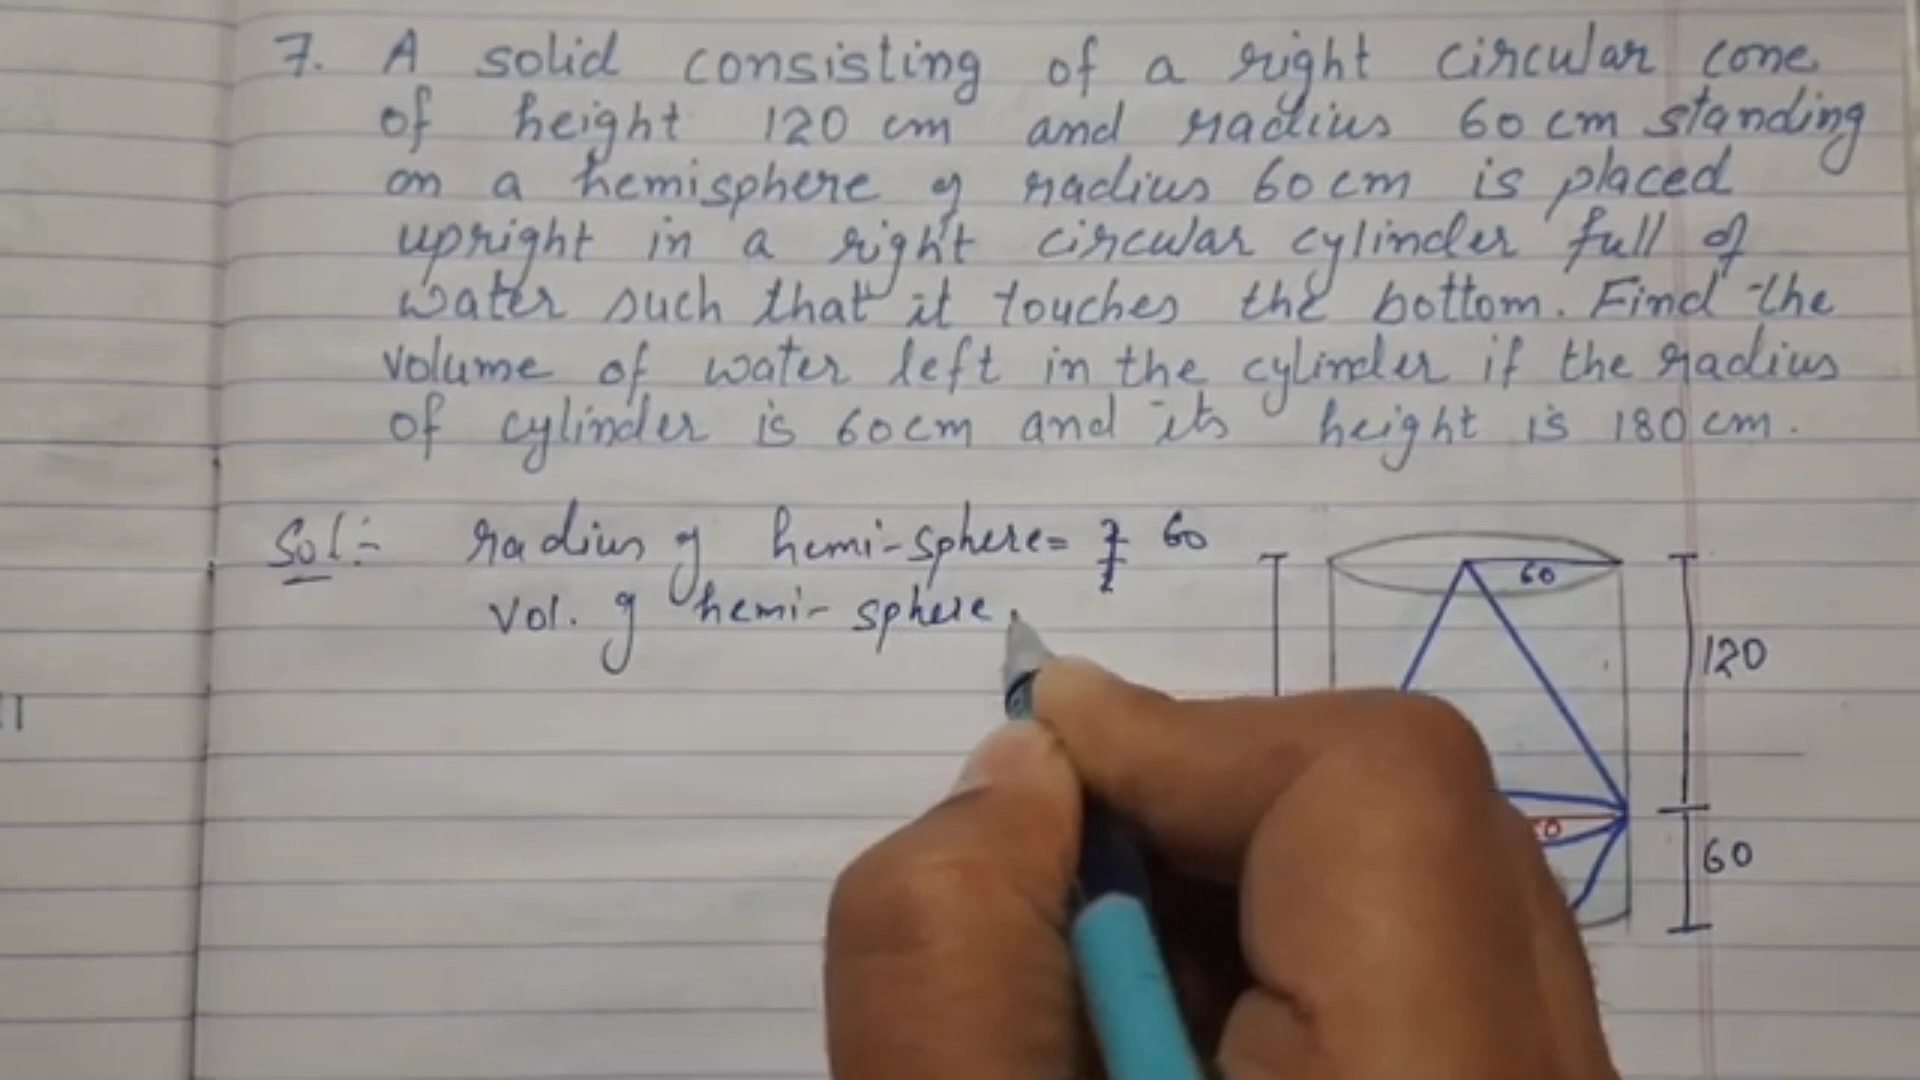 7. A solid consisting of a right circular cone
of height 120 cm and radius 60 cm standing
on a hemisphere of radius 60 cm is placed
upright in a right circular cylinder full of
water such that it touches the bottom. Find the
volume of water left in the cylinder if the radius
of cylinder is 60 cm and its height is 180 cm.
Sol:- radius of hemi-sphere= 60
vol. of hemi-sphere
60
120
60